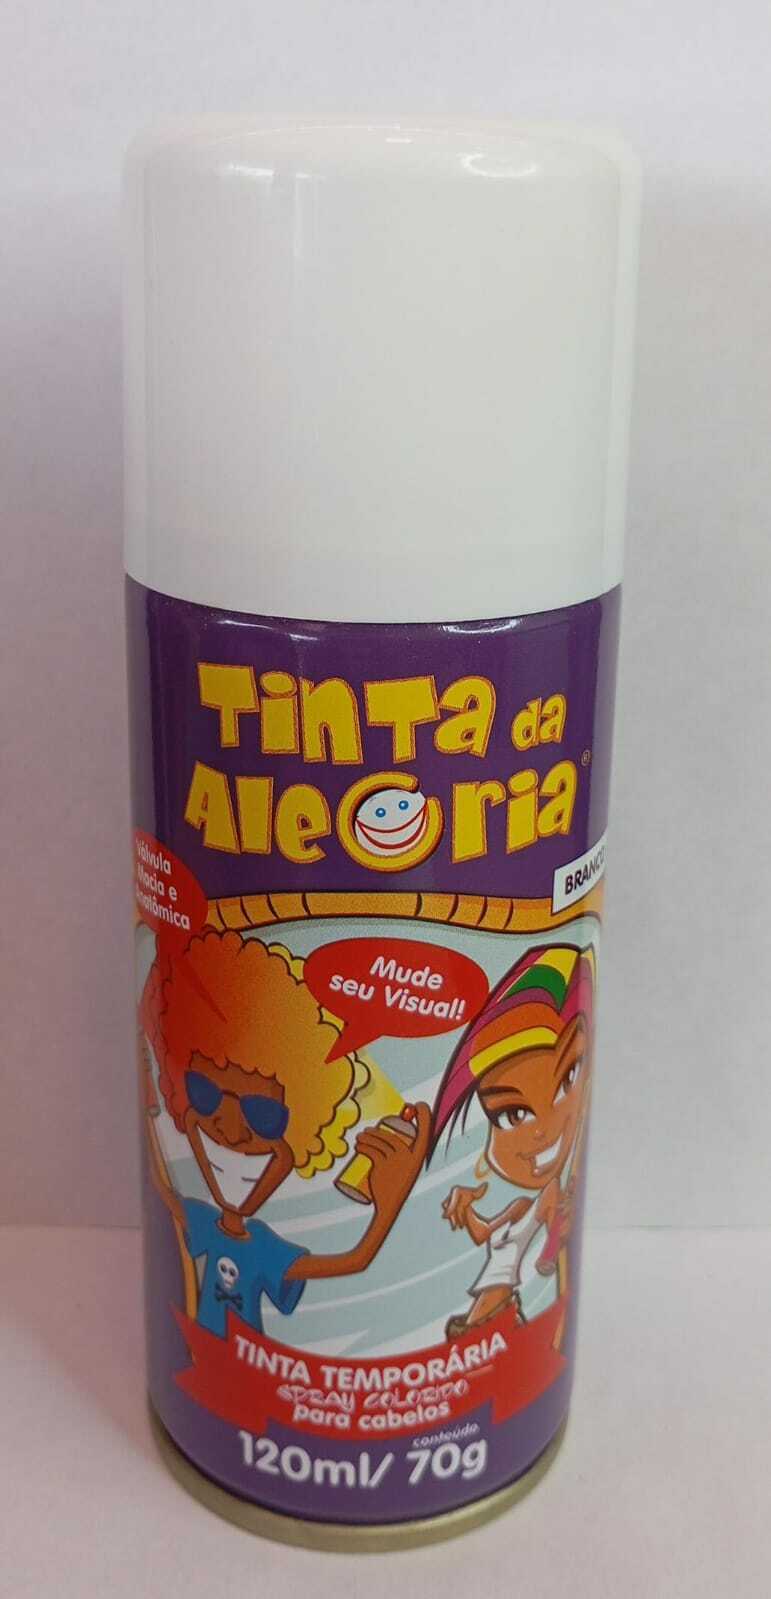 Tinta da
Alegria®
BRANCO
Válvula
Macia e
Anatômica
Mude
seu Visual!
TINTA TEMPORÁRIA
SPRAY COLORIDO
para cabelos
conteúdo
120ml/ 70g